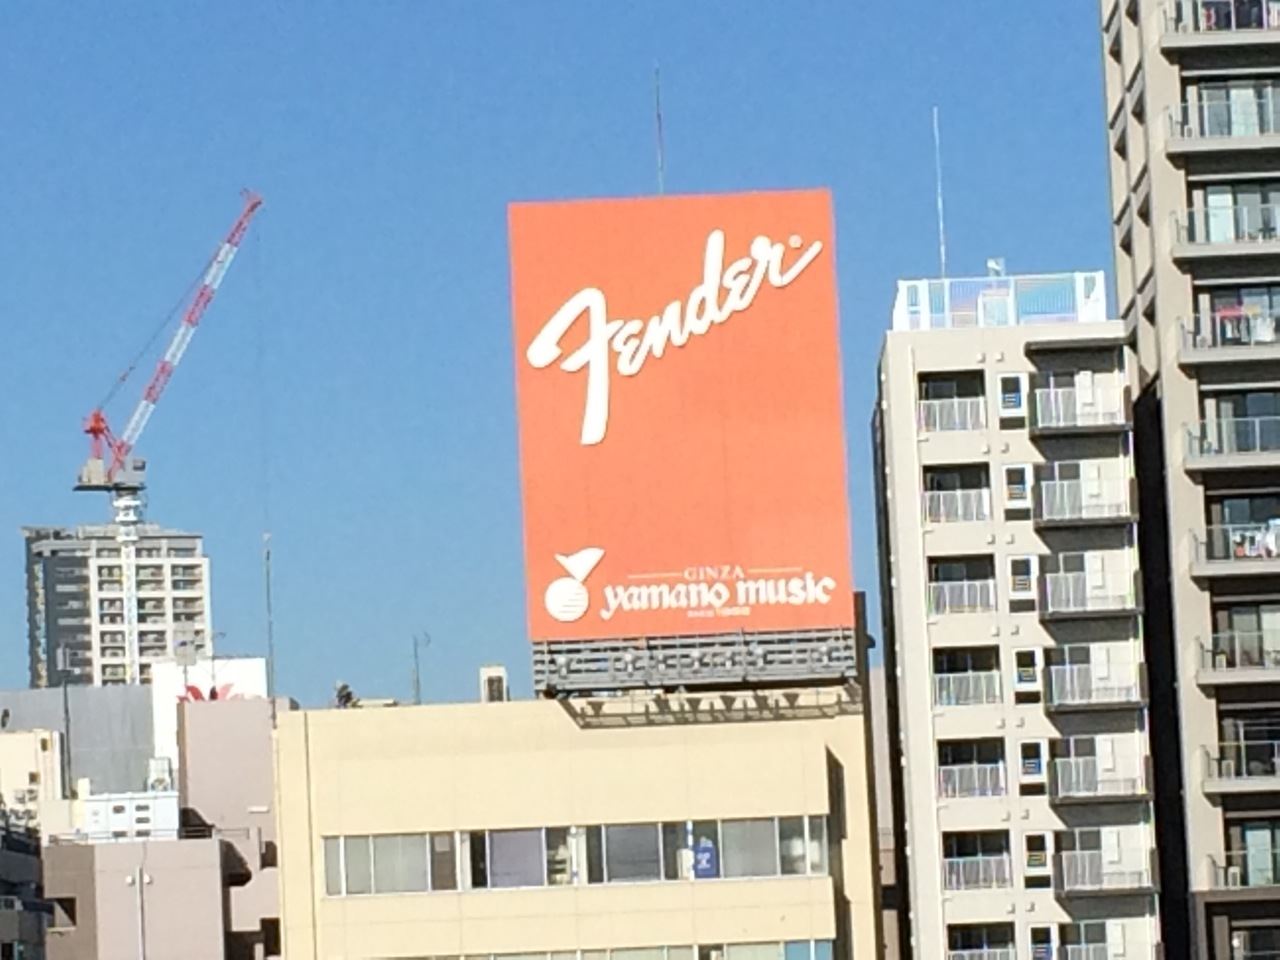 Fender
GINZA
yamano music